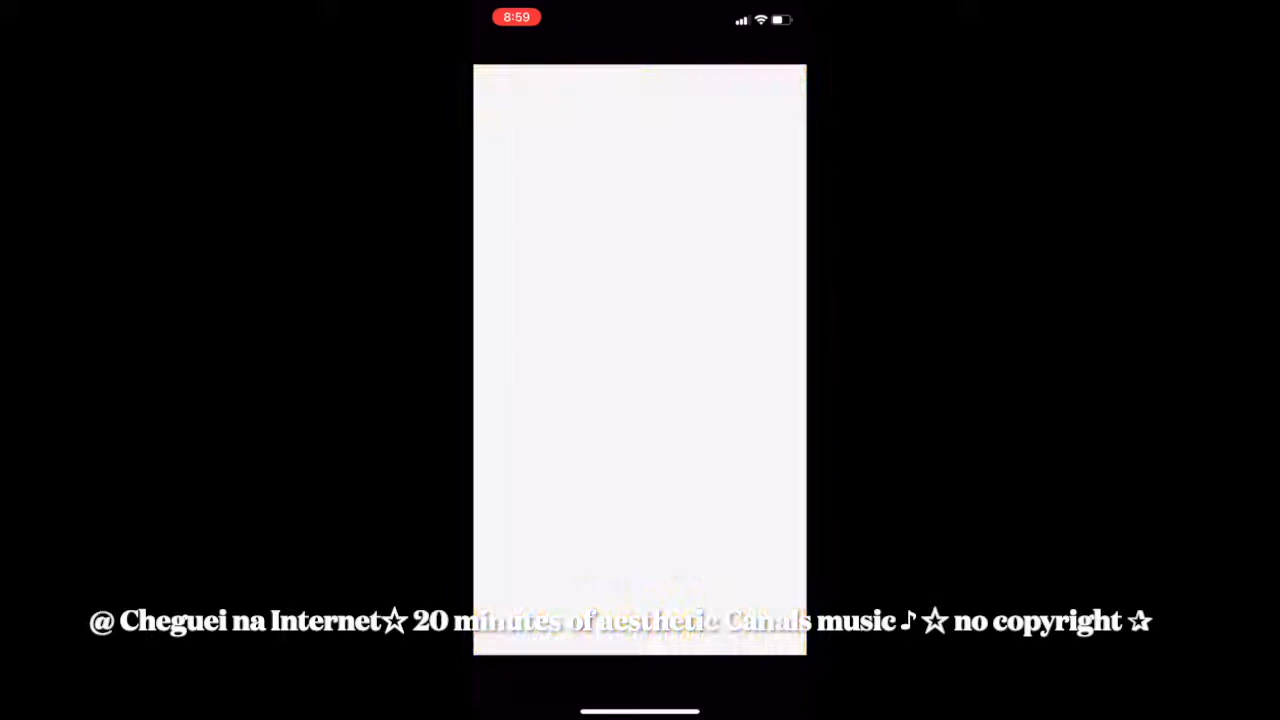 8:59
@ Cheguei na Internet☆ 20 minutes of aesthetic Canals music ♪☆ no copyright ✰